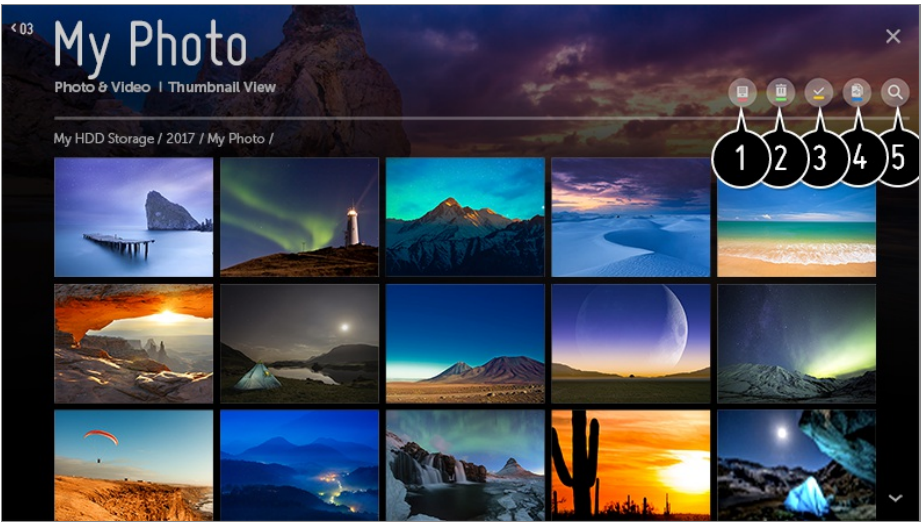 03
My Photo
Photo & Video | Thumbnail View
My HDD Storage / 2017 / My Photo /
1 2 3 4 5